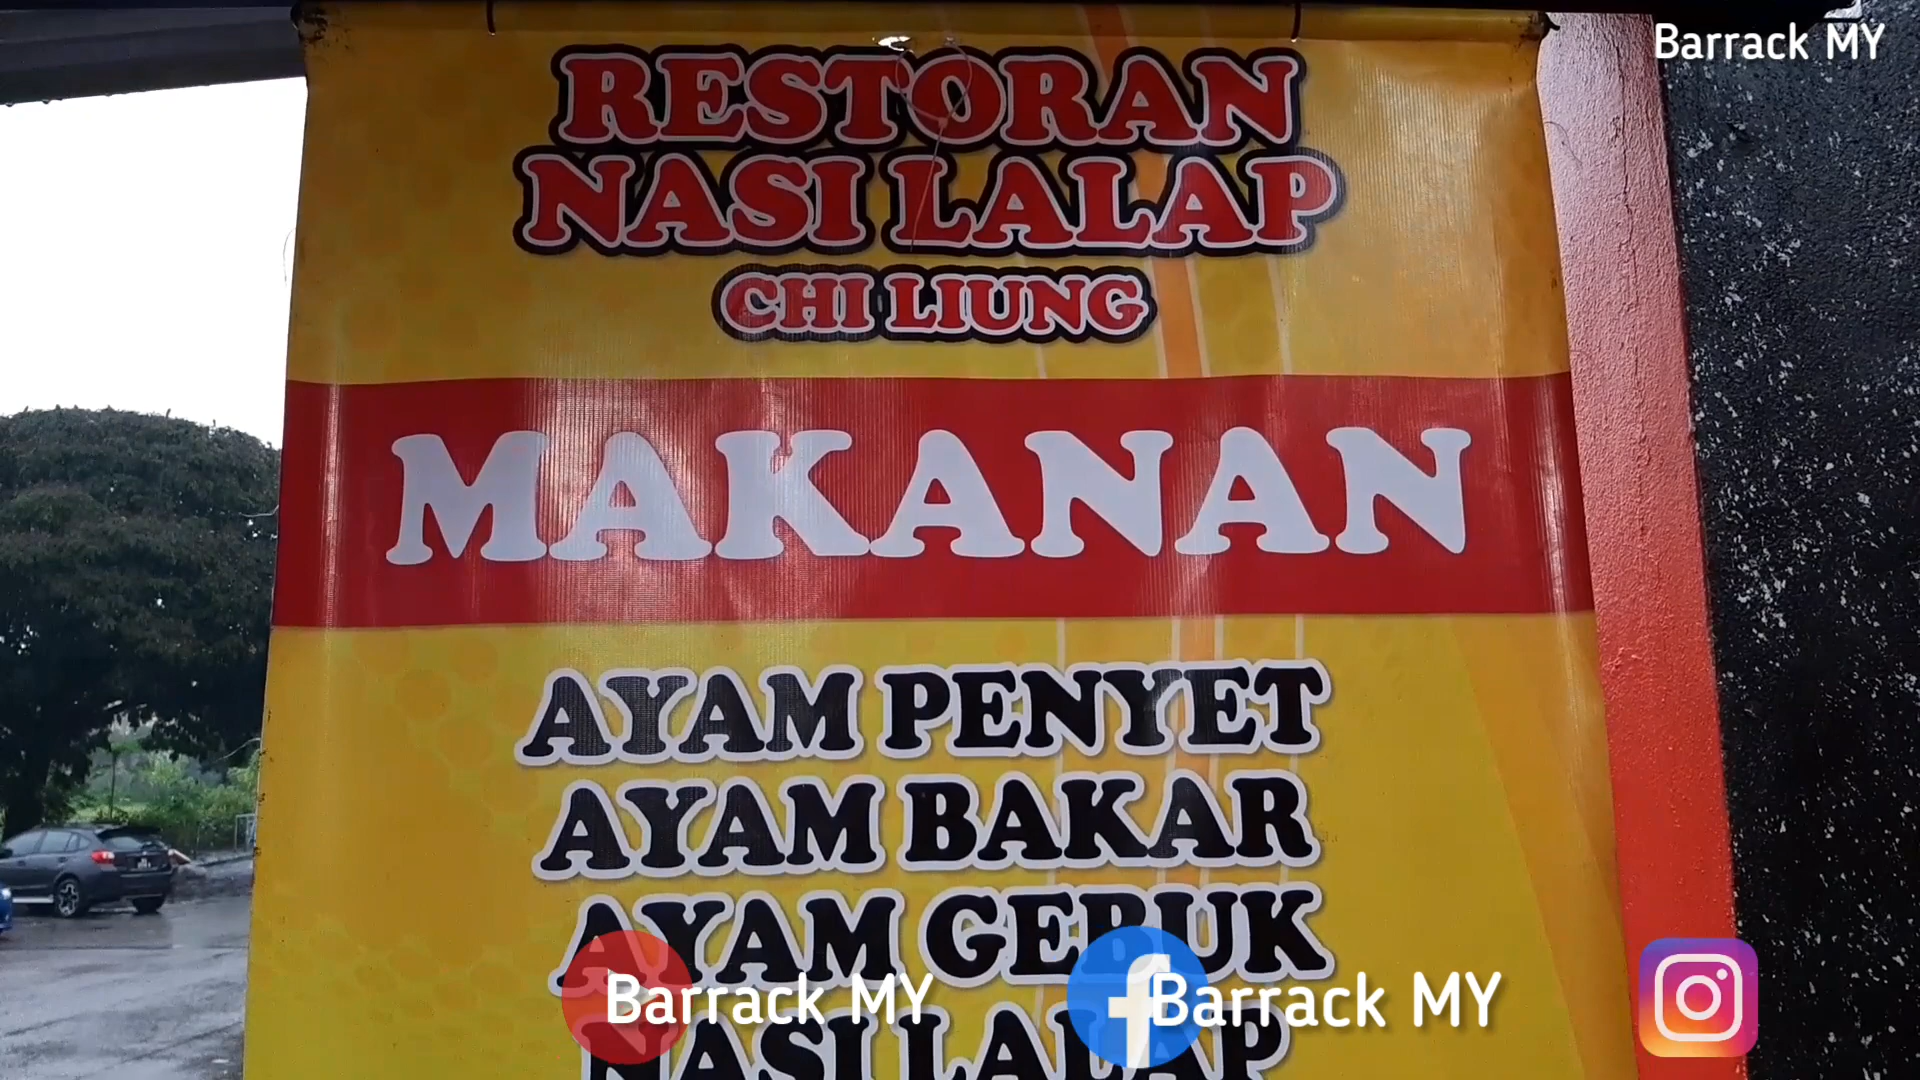 Barrack MY
RESTORAN
NASI LALAP
CHI LIUNG
MAKANAN
AYAM PENYET
AYAM BAKAR
AYAM GEPUK
Barrack MY
Barrack MY
NASI LALAP